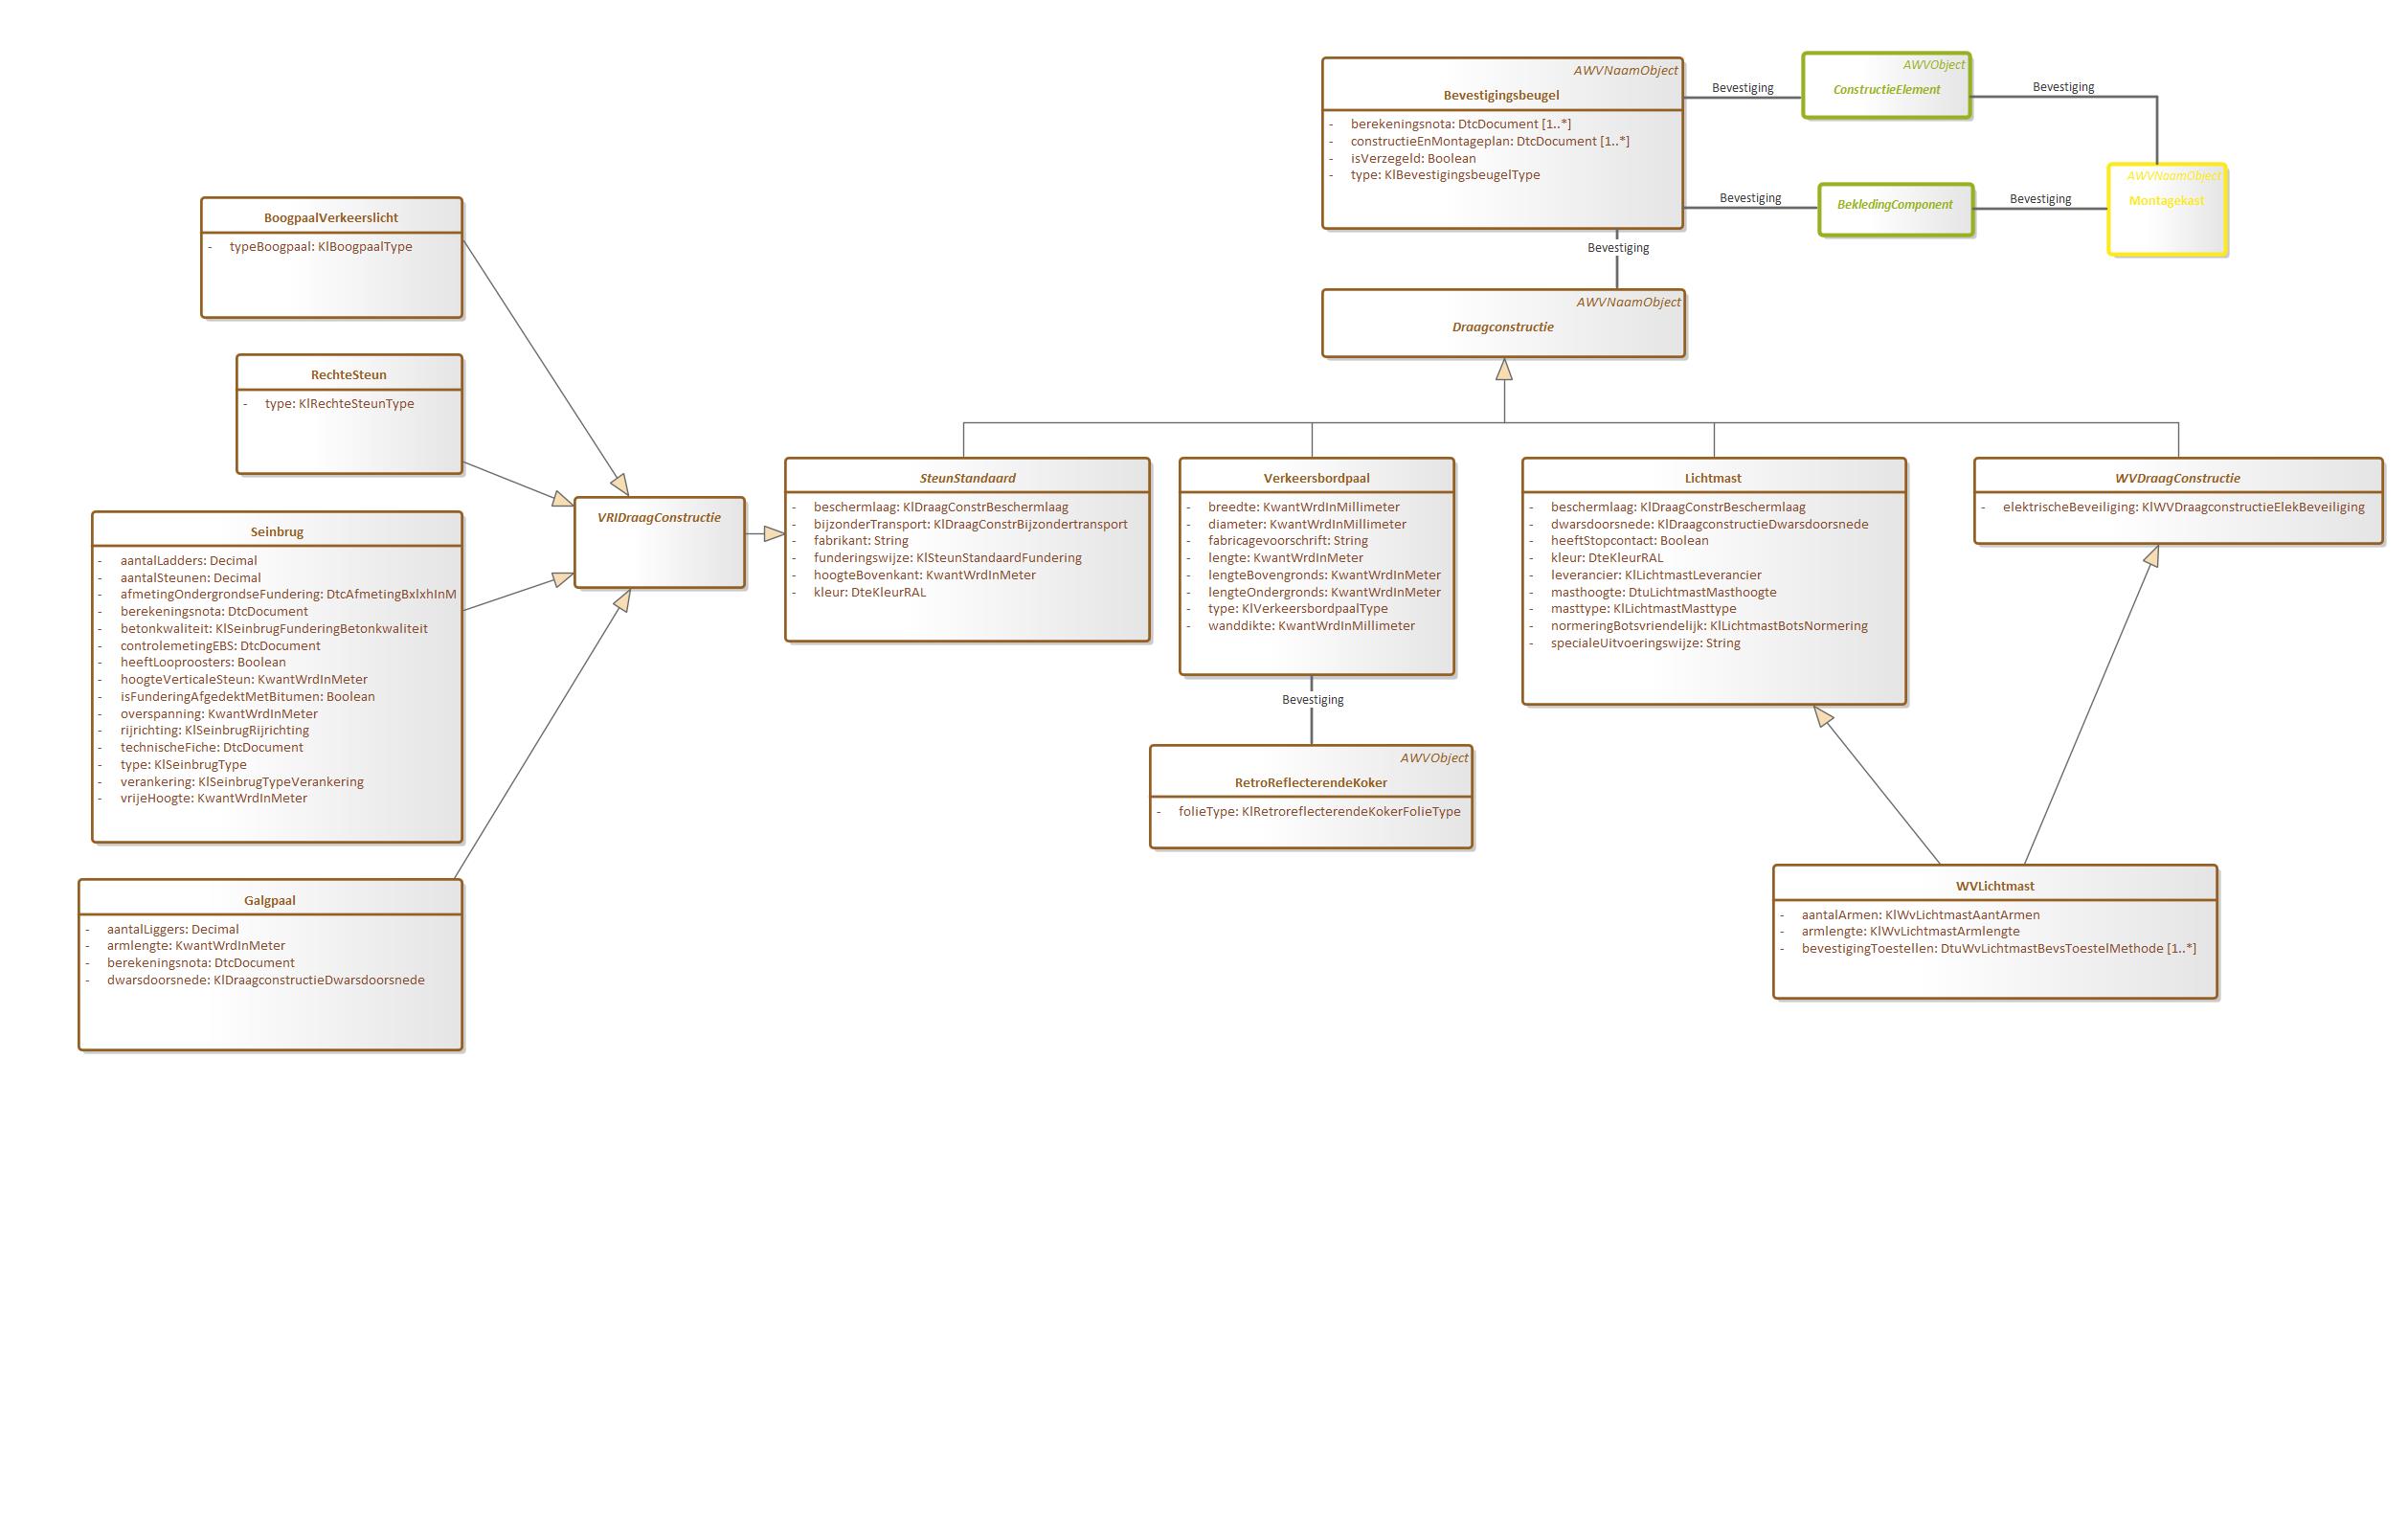 AWVNaamObject
Bevestigingsbeugel
- berekeningsnota: DtcDocument [1..*]
- constructieEnMontageplan: DtcDocument [1..*]
- isVerzegeld: Boolean
- type: KlBevestigingsbeugelType
Bevestiging
AWVObject
ConstructieElement
Bevestiging
Bevestiging
BekledingComponent
Bevestiging
AWVNaamObject
Montagekast
Bevestiging
AWVNaamObject
Draagconstructie
BoogpaalVerkeerslicht
- typeBoogpaal: KlBoogpaalType
RechteSteun
- type: KlRechteSteunType
Seinbrug
- aantalLadders: Decimal
- aantalSteunen: Decimal
- afmetingOndergrondseFundering: DtcAfmetingBxlxhInM
- berekeningsnota: DtcDocument
- betonkwaliteit: KlSeinbrugFunderingBetonkwaliteit
- controlemetingEBS: DtcDocument
- heeftLooproosters: Boolean
- hoogteVerticaleSteun: KwantWrdInMeter
- isFunderingAfgedektMetBitumen: Boolean
- overspanning: KwantWrdInMeter
- rijrichting: KlSeinbrugRijrichting
- technischeFiche: DtcDocument
- type: KlSeinbrugType
- verankering: KlSeinbrugTypeVerankering
- vrijeHoogte: KwantWrdInMeter
Galgpaal
- aantalLiggers: Decimal
- armlengte: KwantWrdInMeter
- berekeningsnota: DtcDocument
- dwarsdoorsnede: KlDraagconstructieDwarsdoorsnede
VRIDraagConstructie
SteunStandaard
- beschermlaag: KlDraagConstrBeschermlaag
- bijzonderTransport: KlDraagConstrBijzondertransport
- fabrikant: String
- funderingswijze: KlSteunStandaardFundering
- hoogteBovenkant: KwantWrdInMeter
- kleur: DteKleurRAL
Verkeersbordpaal
- breedte: KwantWrdInMillimeter
- diameter: KwantWrdInMillimeter
- fabricagevoorschrift: String
- lengte: KwantWrdInMeter
- lengteBovengronds: KwantWrdInMeter
- lengteOndergronds: KwantWrdInMeter
- type: KlVerkeersbordpaalType
- wanddikte: KwantWrdInMillimeter
Bevestiging
AWVObject
RetroReflecterendeKoker
- folieType: KlRetroreflecterendeKokerFolieType
Lichtmast
- beschermlaag: KlDraagConstrBeschermlaag
- dwarsdoorsnede: KlDraagconstructieDwarsdoorsnede
- heeftStopcontact: Boolean
- kleur: DteKleurRAL
- leverancier: KlLichtmastLeverancier
- masthoogte: DtuLichtmastMasthoogte
- masttype: KlLichtmastMasttype
- normeringBotsvriendelijk: KlLichtmastBotsNormering
- specialeUitvoeringswijze: String
WVDraagConstructie
- elektrischeBeveiliging: KlWVDraagconstructieElekBeveiliging
WVLichtmast
- aantalArmen: KlWvLichtmastAantArmen
- armlengte: KlWvLichtmastArmlengte
- bevestigingToestellen: DtuWvLichtmastBevsToestelMethode [1..*]